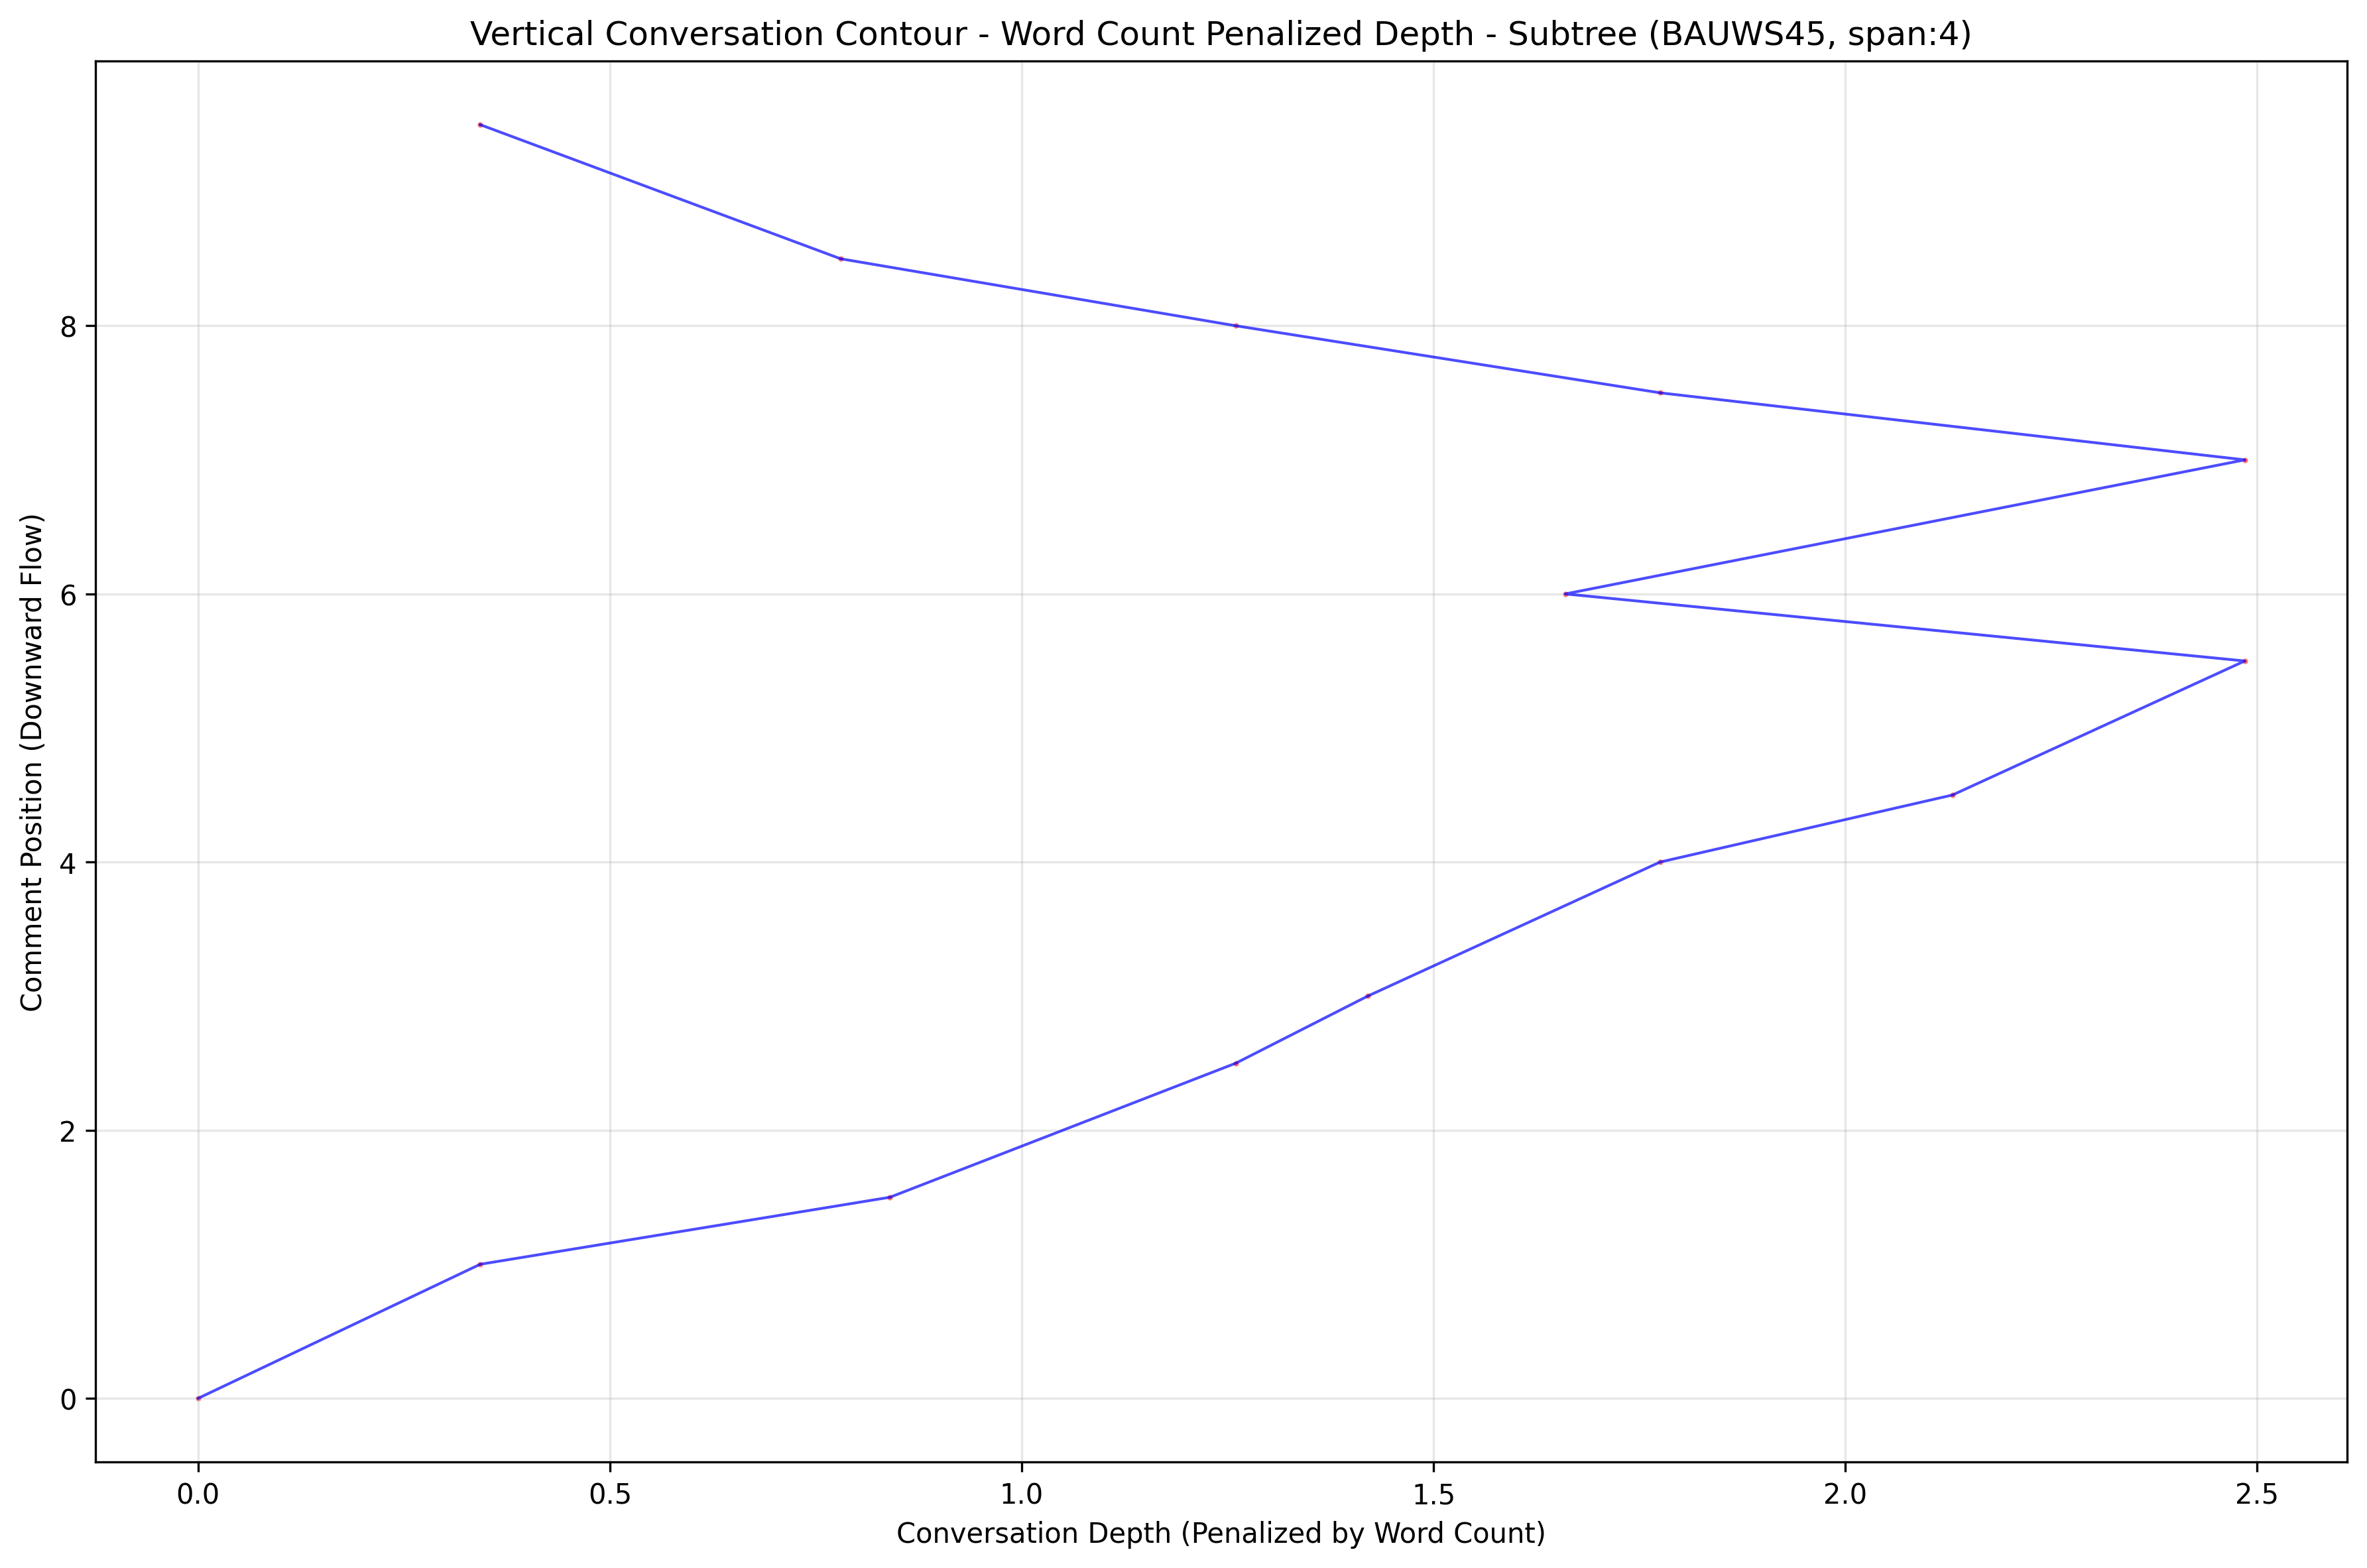 Vertical Conversation Contour - Word Count Penalized Depth - Subtree (BAUWS45, span:4)
Comment Position (Downward Flow)
8
6
4
2
0
0.0 0.5 1.0 1.5 2.0 2.5
Conversation Depth (Penalized by Word Count)